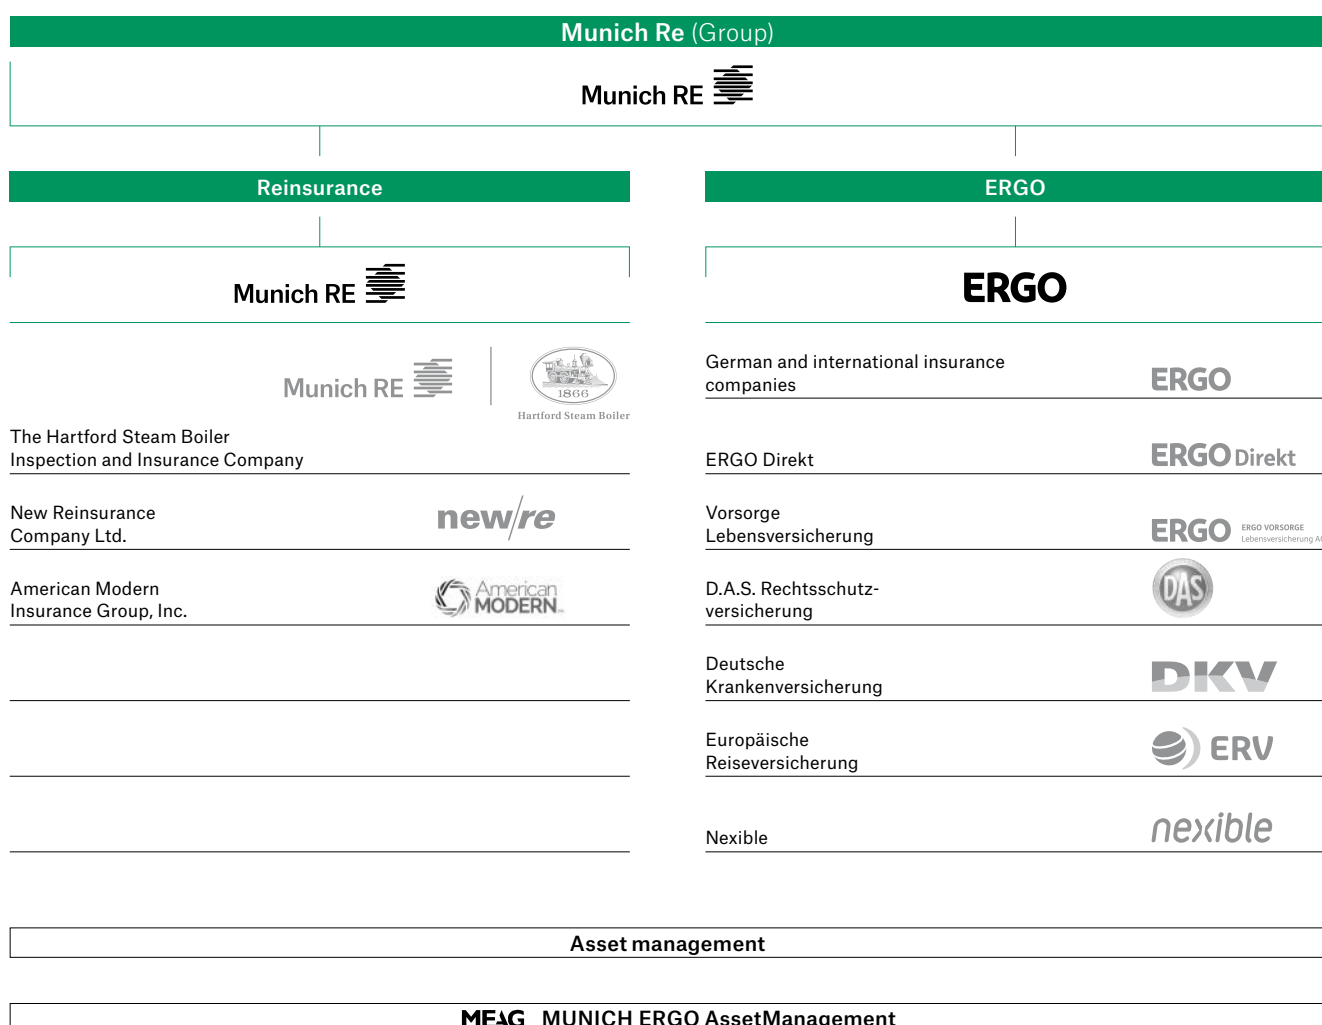 Munich Re (Group)
Munich RE
Reinsurance
Munich RE
Munich RE
1866
Hartford Steam Boiler
The Hartford Steam Boiler
Inspection and Insurance Company
New Reinsurance
Company Ltd.
new/re
American Modern
Insurance Group, Inc.
American
MODERN
ERGO
ERGO
German and international insurance
companies
ERGO
ERGO Direkt
ERGO Direkt
Vorsorge
Lebensversicherung
ERGO
ERGO VORSORGE
Lebensversicherung AG
D.A.S. Rechtsschutz-
versicherung
DAS
Deutsche
Krankenversicherung
DKV
Europäische
Reiseversicherung
ERV
Nexible
nexible
Asset management
MEAG MUNICH ERGO AssetManagement